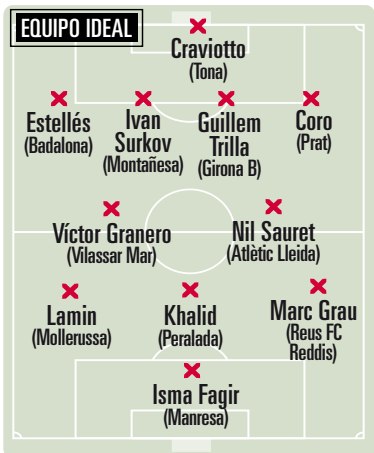 EQUIPO IDEAL
Craviotto
(Tona)
Estellés
(Badalona)
Ivan
Surkov
(Montañesa)
Guillem
Trilla
(Girona B)
Coro
(Prat)
Víctor Granero
(Vilassar Mar)
Nil Sauret
(Atlètic Lleida)
Lamin
(Mollerussa)
Khalid
(Peralada)
Marc Grau
(Reus FC
Reddis)
Isma Fagir
(Manresa)